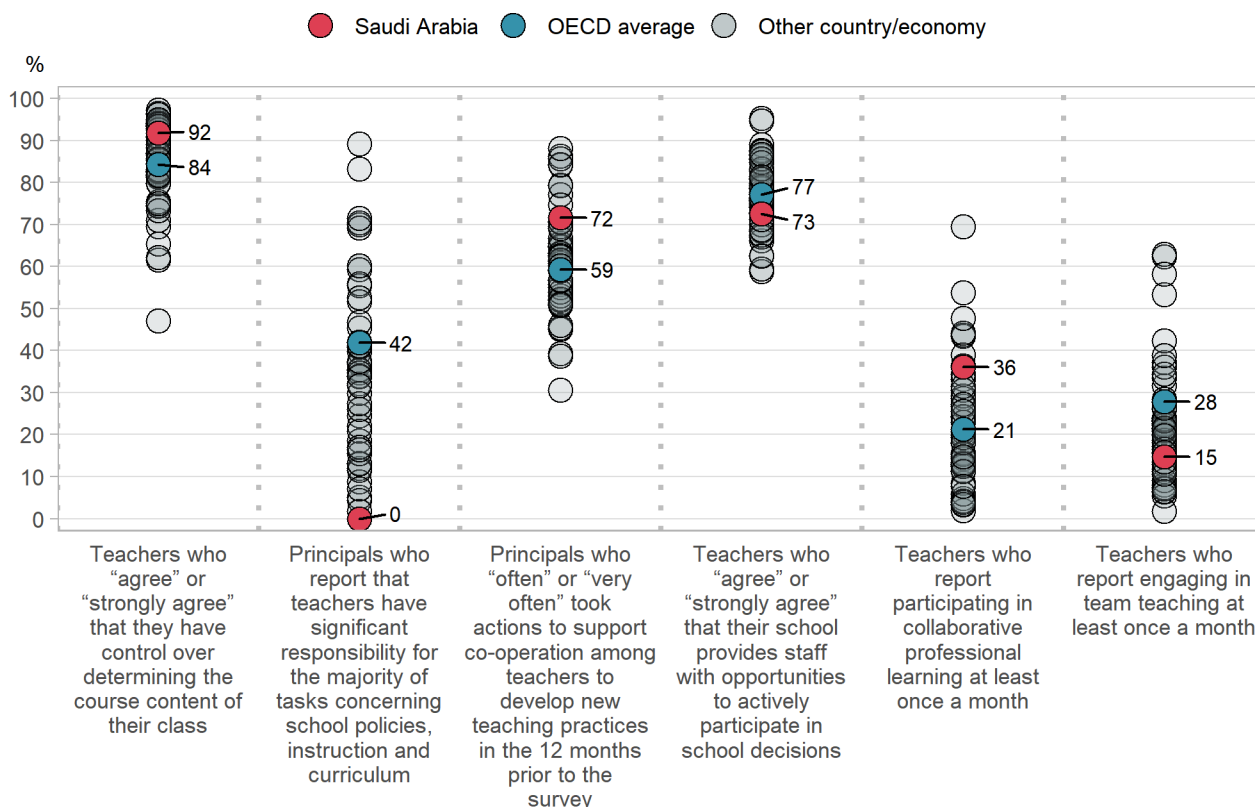 Saudi Arabia OECD average Other country/economy
%
100
90
80
70
60
50
40
30
20
10
0
92
84
42
0
72
59
77
73
36
21
28
15
Teachers who
“agree” or
“strongly agree”
that they have
control over
determining the
course content of
their class
Principals who
report that
teachers have
significant
responsibility for
the majority of
tasks concerning
school policies,
instruction and
curriculum
Principals who
“often” or “very
often” took
actions to support
co-operation among
teachers to
develop new
teaching practices
in the 12 months
prior to the
survey
Teachers who
“agree” or
“strongly agree”
that their school
provides staff
with opportunities
to actively
participate in
school decisions
Teachers who
report
participating in
collaborative
professional
learning at least
once a month
Teachers who
report engaging in
team teaching at
least once a month